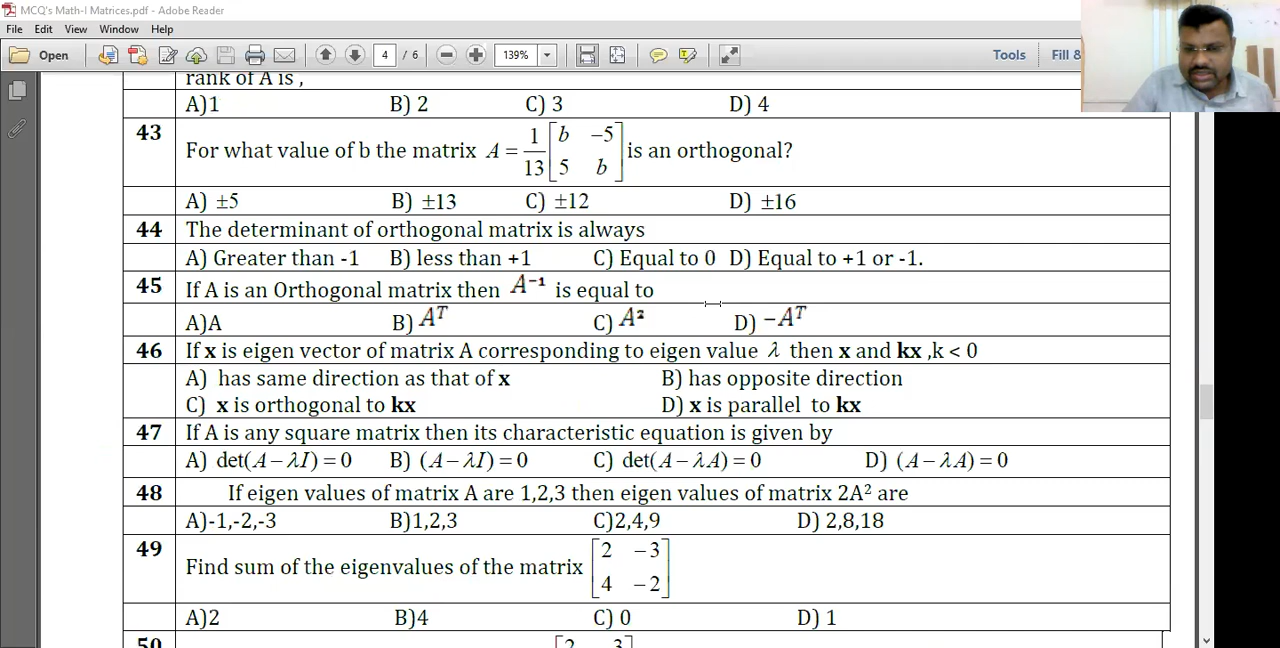 MCQ's Math-I Matrices.pdf - Adobe Reader
File Edit View Window Help
Open 4 / 6 139% Tools Fill &
rank of A is ,
A)1 B) 2 C) 3 D) 4
43 For what value of b the matrix A = 1/13 [b −5; 5 b] is an orthogonal?
A) ±5 B) ±13 C) ±12 D) ±16
44 The determinant of orthogonal matrix is always
A) Greater than -1 B) less than +1 C) Equal to 0 D) Equal to +1 or -1.
45 If A is an Orthogonal matrix then A⁻¹ is equal to
A)A B) Aᵀ C) A² D) −Aᵀ
46 If x is eigen vector of matrix A corresponding to eigen value λ then x and kx ,k < 0
A) has same direction as that of x B) has opposite direction
C) x is orthogonal to kx D) x is parallel to kx
47 If A is any square matrix then its characteristic equation is given by
A) det(A − λI) = 0 B) (A − λI) = 0 C) det(A − λA) = 0 D) (A − λA) = 0
48 If eigen values of matrix A are 1,2,3 then eigen values of matrix 2A² are
A)-1,-2,-3 B)1,2,3 C)2,4,9 D) 2,8,18
49 Find sum of the eigenvalues of the matrix [2 −3; 4 −2]
A)2 B)4 C) 0 D) 1